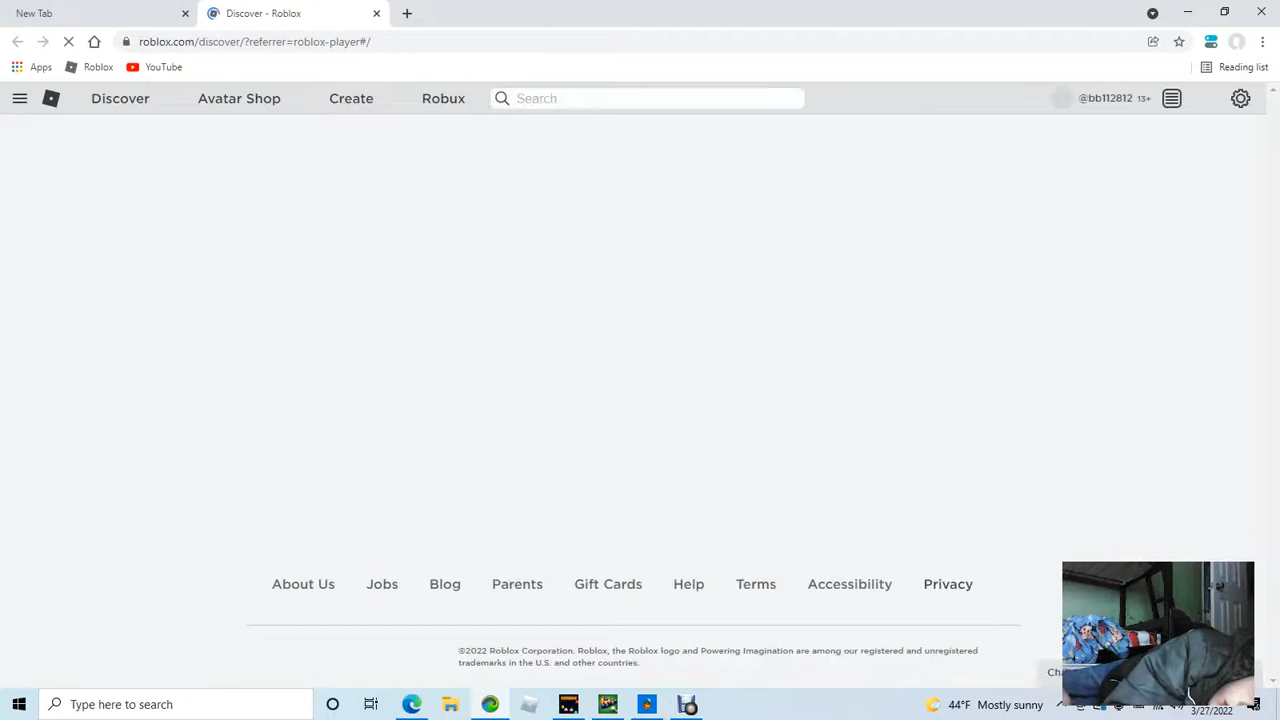 New Tab
Discover - Roblox
roblox.com/discover/?referrer=roblox-player#/
Apps
Roblox
YouTube
Reading list
Discover
Avatar Shop
Create
Robux
Search
@bb112812 13+
About Us
Jobs
Blog
Parents
Gift Cards
Help
Terms
Accessibility
Privacy
©2022 Roblox Corporation. Roblox, the Roblox logo and Powering Imagination are among our registered and unregistered
trademarks in the U.S. and other countries.
Type here to search
44°F Mostly sunny
3/27/2022